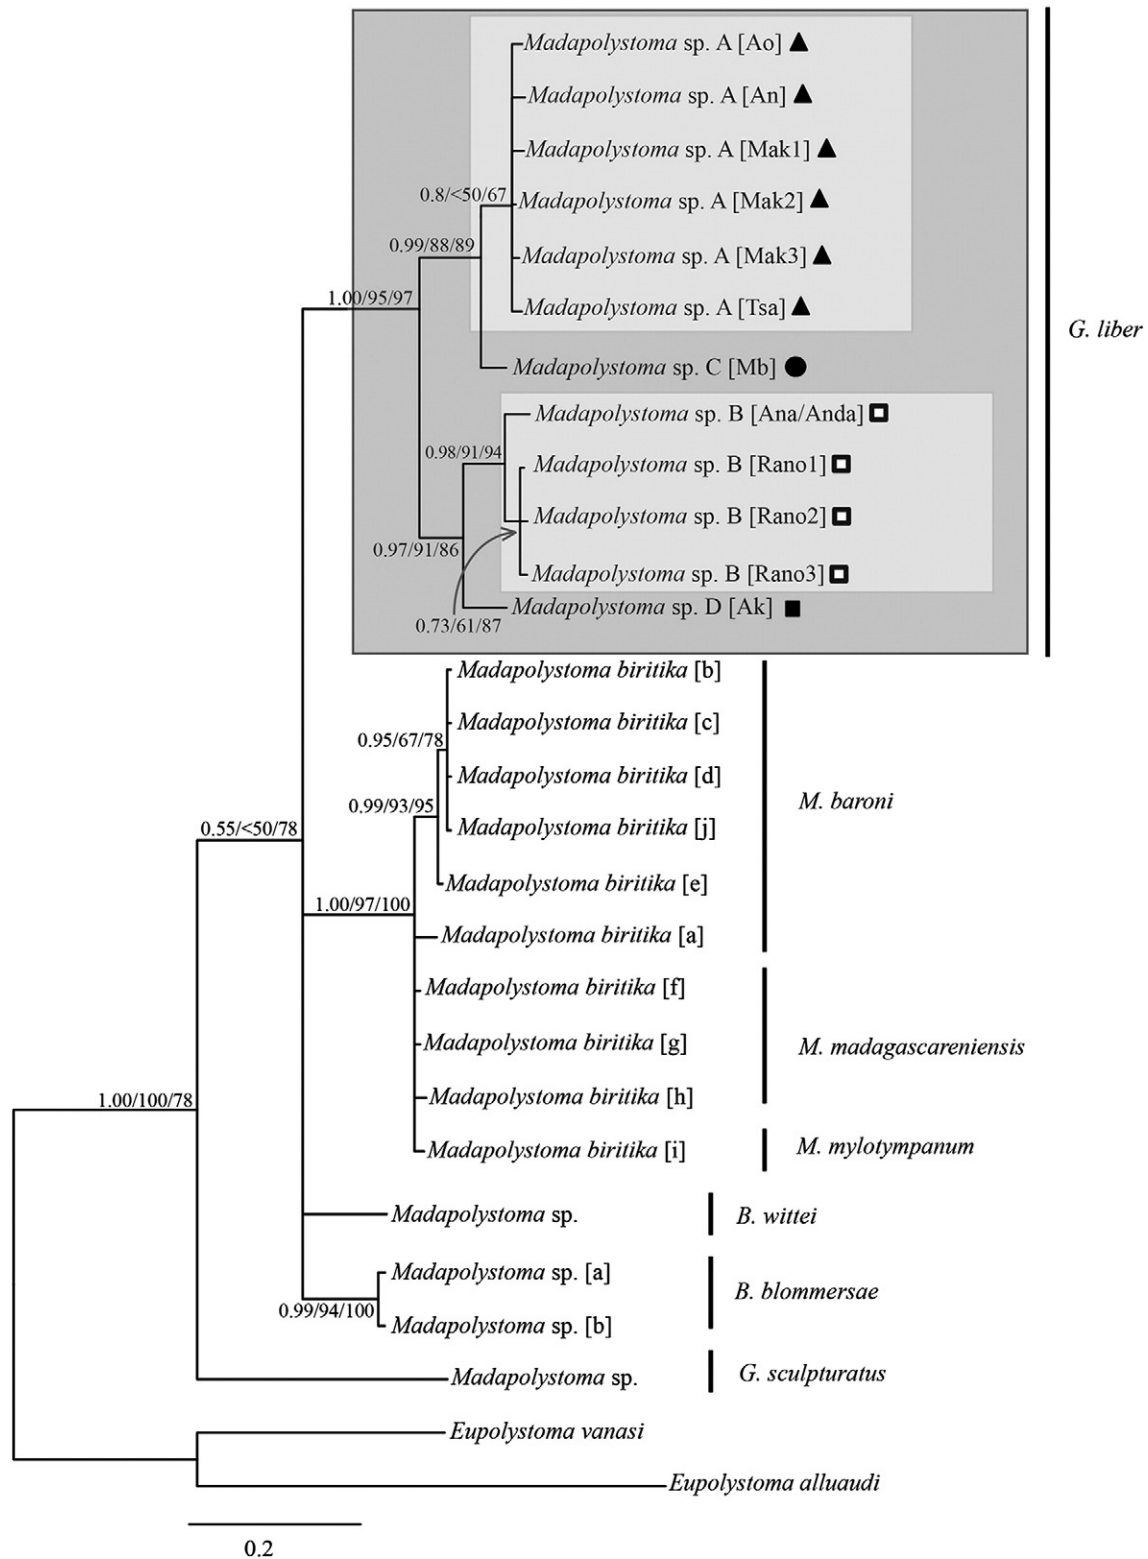 Madapolystoma sp. A [Ao]
Madapolystoma sp. A [An]
Madapolystoma sp. A [Mak1]
0.8/<50/67
Madapolystoma sp. A [Mak2]
0.99/88/89
Madapolystoma sp. A [Mak3]
1.00/95/97
Madapolystoma sp. A [Tsa]
G. liber
Madapolystoma sp. C [Mb]
Madapolystoma sp. B [Ana/Anda]
0.98/91/94
Madapolystoma sp. B [Rano1]
Madapolystoma sp. B [Rano2]
0.97/91/86
Madapolystoma sp. B [Rano3]
Madapolystoma sp. D [Ak]
0.73/61/87
Madapolystoma biritika [b]
Madapolystoma biritika [c]
0.95/67/78
Madapolystoma biritika [d]
M. baroni
0.99/93/95
Madapolystoma biritika [j]
0.55/<50/78
Madapolystoma biritika [e]
1.00/97/100
Madapolystoma biritika [a]
Madapolystoma biritika [f]
Madapolystoma biritika [g]
M. madagascareniensis
Madapolystoma biritika [h]
1.00/100/78
Madapolystoma biritika [i]
M. mylotympanum
Madapolystoma sp.
B. wittei
Madapolystoma sp. [a]
B. blommersae
0.99/94/100
Madapolystoma sp. [b]
Madapolystoma sp.
G. sculpturatus
Eupolystoma vanasi
Eupolystoma alluaudi
0.2